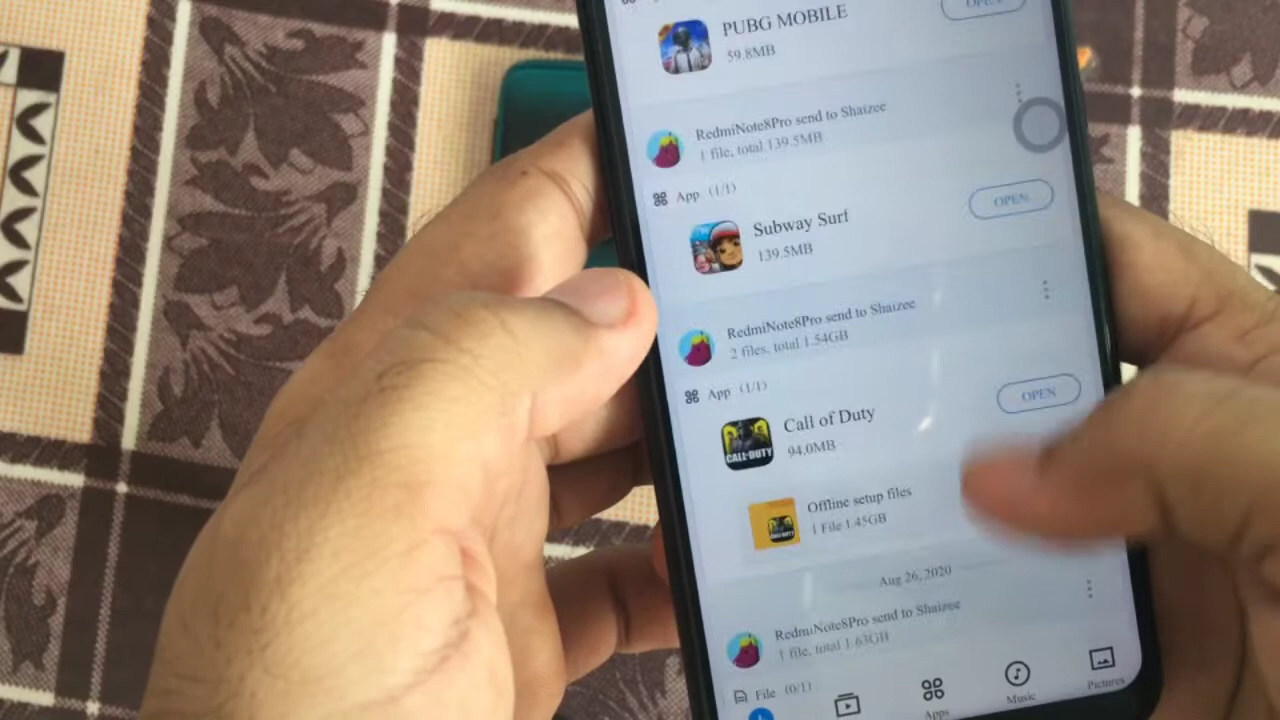 PUBG MOBILE
OPEN
59.8MB
RedmiNote8Pro send to Shaizee
1 file, total 139.5MB
App (1/1)
Subway Surf
OPEN
139.5MB
RedmiNote8Pro send to Shaizee
2 files, total 1.54GB
App (1/1)
Call of Duty
OPEN
94.0MB
CALL·DUTY
Offline setup files
1 File 1.45GB
Aug 26, 2020
RedmiNote8Pro send to Shaizee
1 file, total 1.63GB
File (0/1)
Apps
Music
Pictures